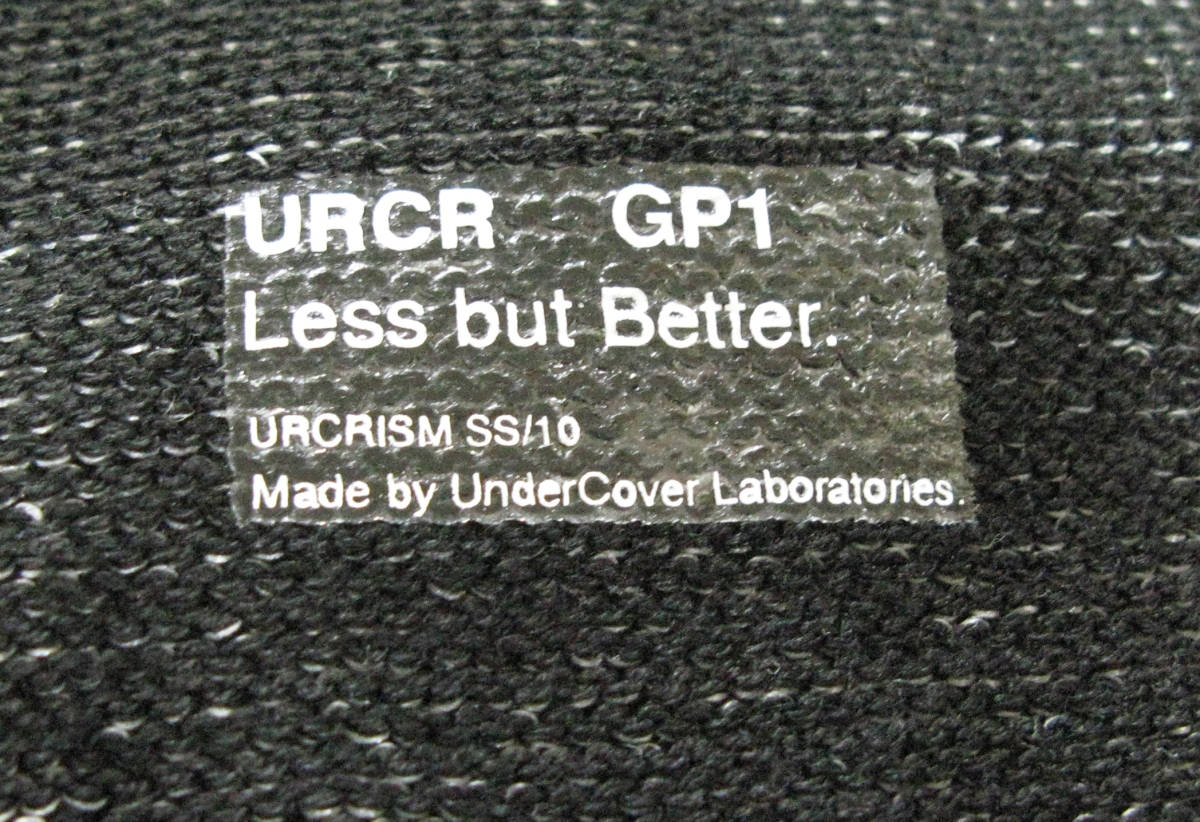 URCR GP1
Less but Better.
URCRISM SS/10
Made by UnderCover Laboratories.